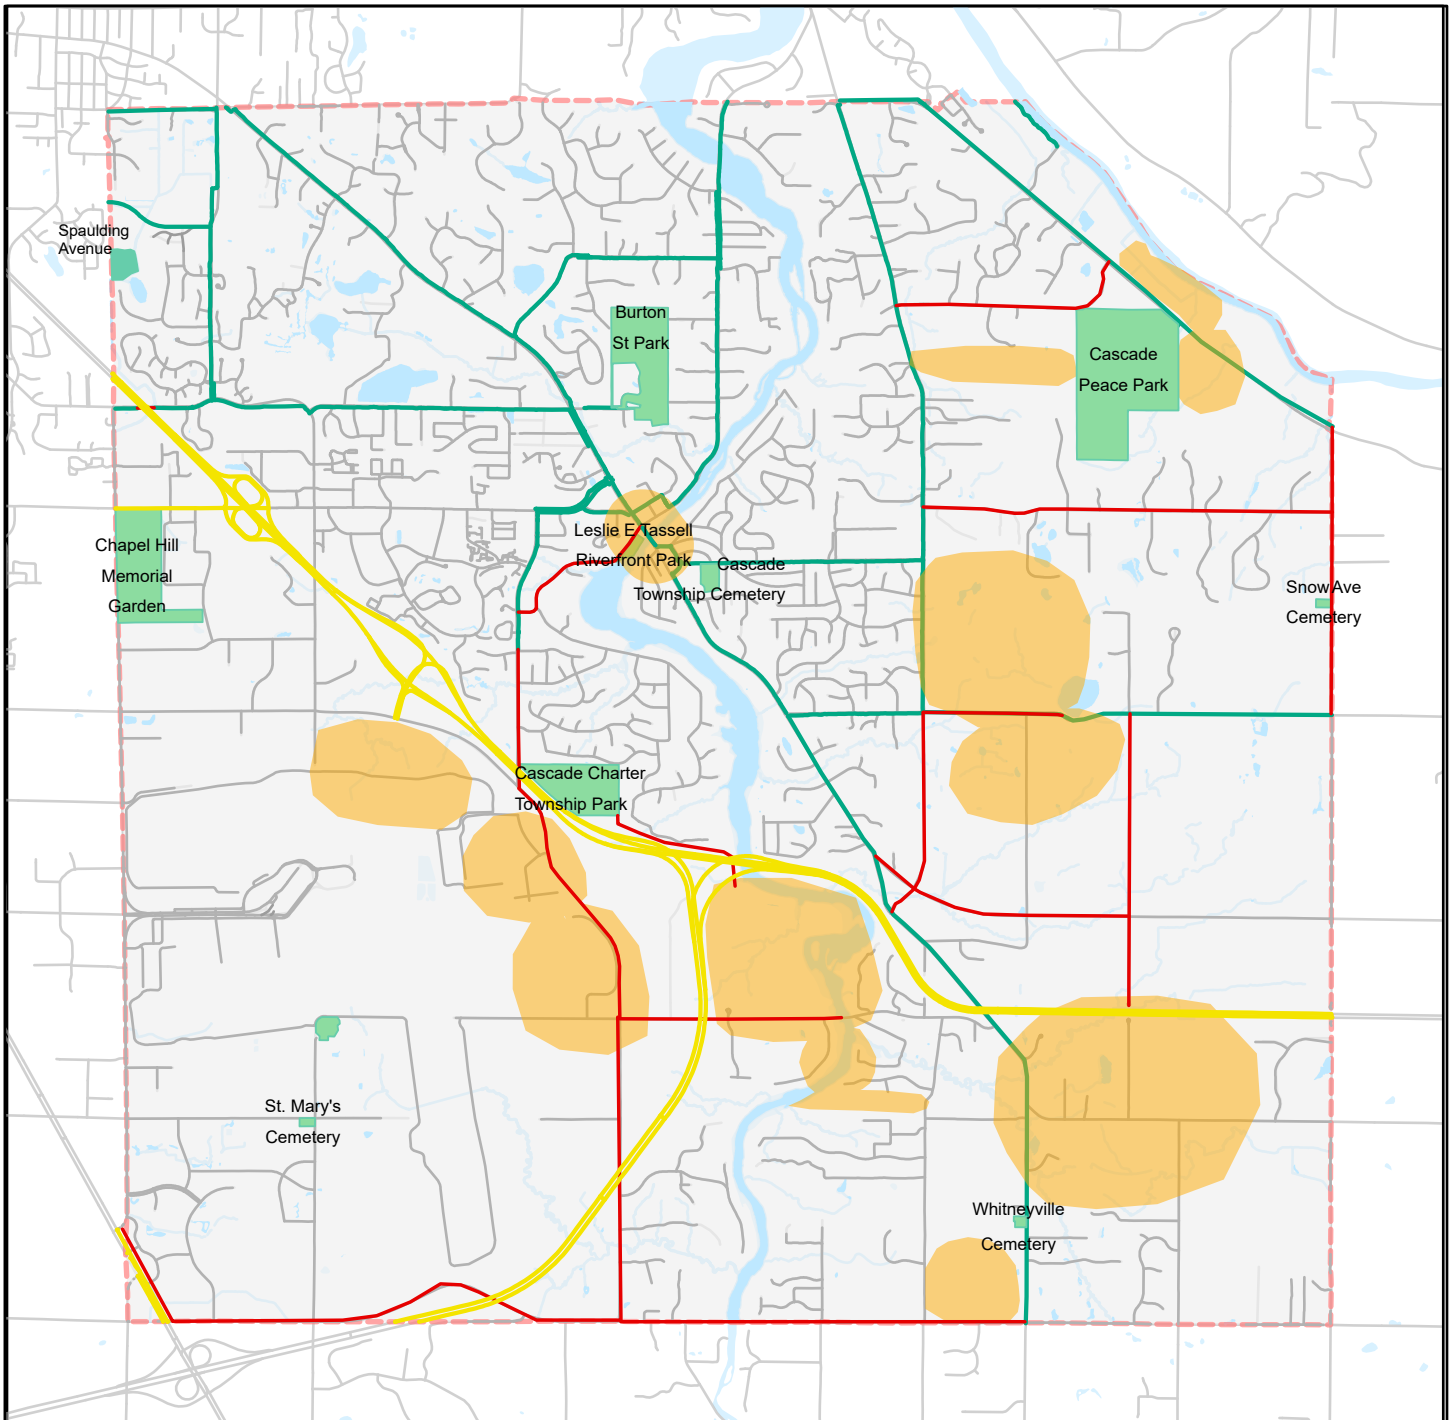 Spaulding
Avenue
Burton
St Park
Cascade
Peace Park
Leslie E Tassell
Riverfront Park
Cascade
Township Cemetery
Chapel Hill
Memorial
Garden
Snow Ave
Cemetery
Cascade Charter
Township Park
St. Mary's
Cemetery
Whitneyville
Cemetery